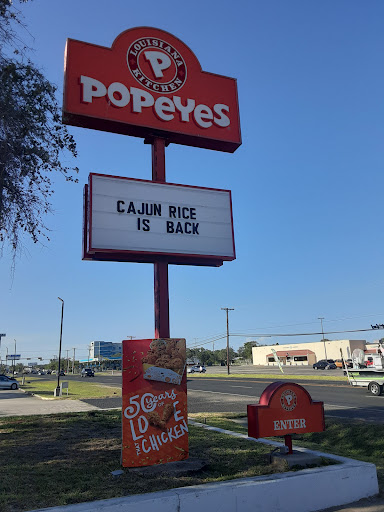 LOUISIANA
P
KITCHEN
POPEYES
CAJUN RICE
IS BACK
50 years
LOVE
THAT
CHICKEN
ENTER